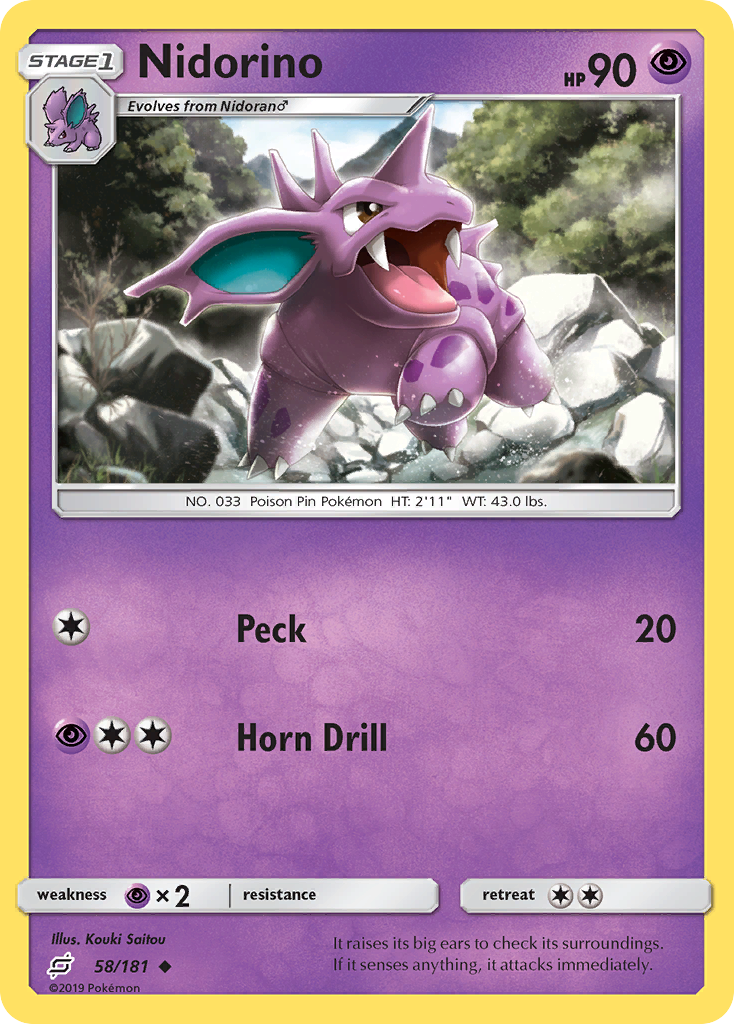 STAGE1
Nidorino
HP 90
Evolves from Nidoran♂
NO. 033 Poison Pin Pokémon HT: 2'11" WT: 43.0 lbs.
Peck 20
Horn Drill 60
weakness × 2 resistance retreat
Illus. Kouki Saitou
58/181 ◆
©2019 Pokémon
It raises its big ears to check its surroundings.
If it senses anything, it attacks immediately.